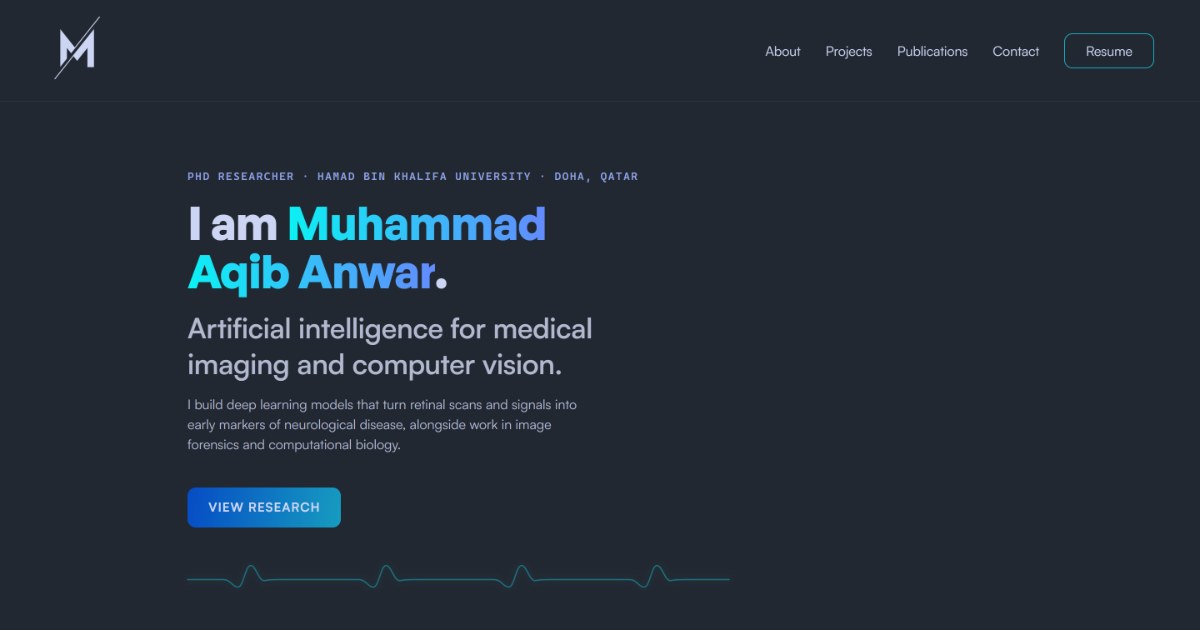 M
About
Projects
Publications
Contact
Resume
PHD RESEARCHER · HAMAD BIN KHALIFA UNIVERSITY · DOHA, QATAR
I am Muhammad
Aqib Anwar.
Artificial intelligence for medical
imaging and computer vision.
I build deep learning models that turn retinal scans and signals into
early markers of neurological disease, alongside work in image
forensics and computational biology.
VIEW RESEARCH